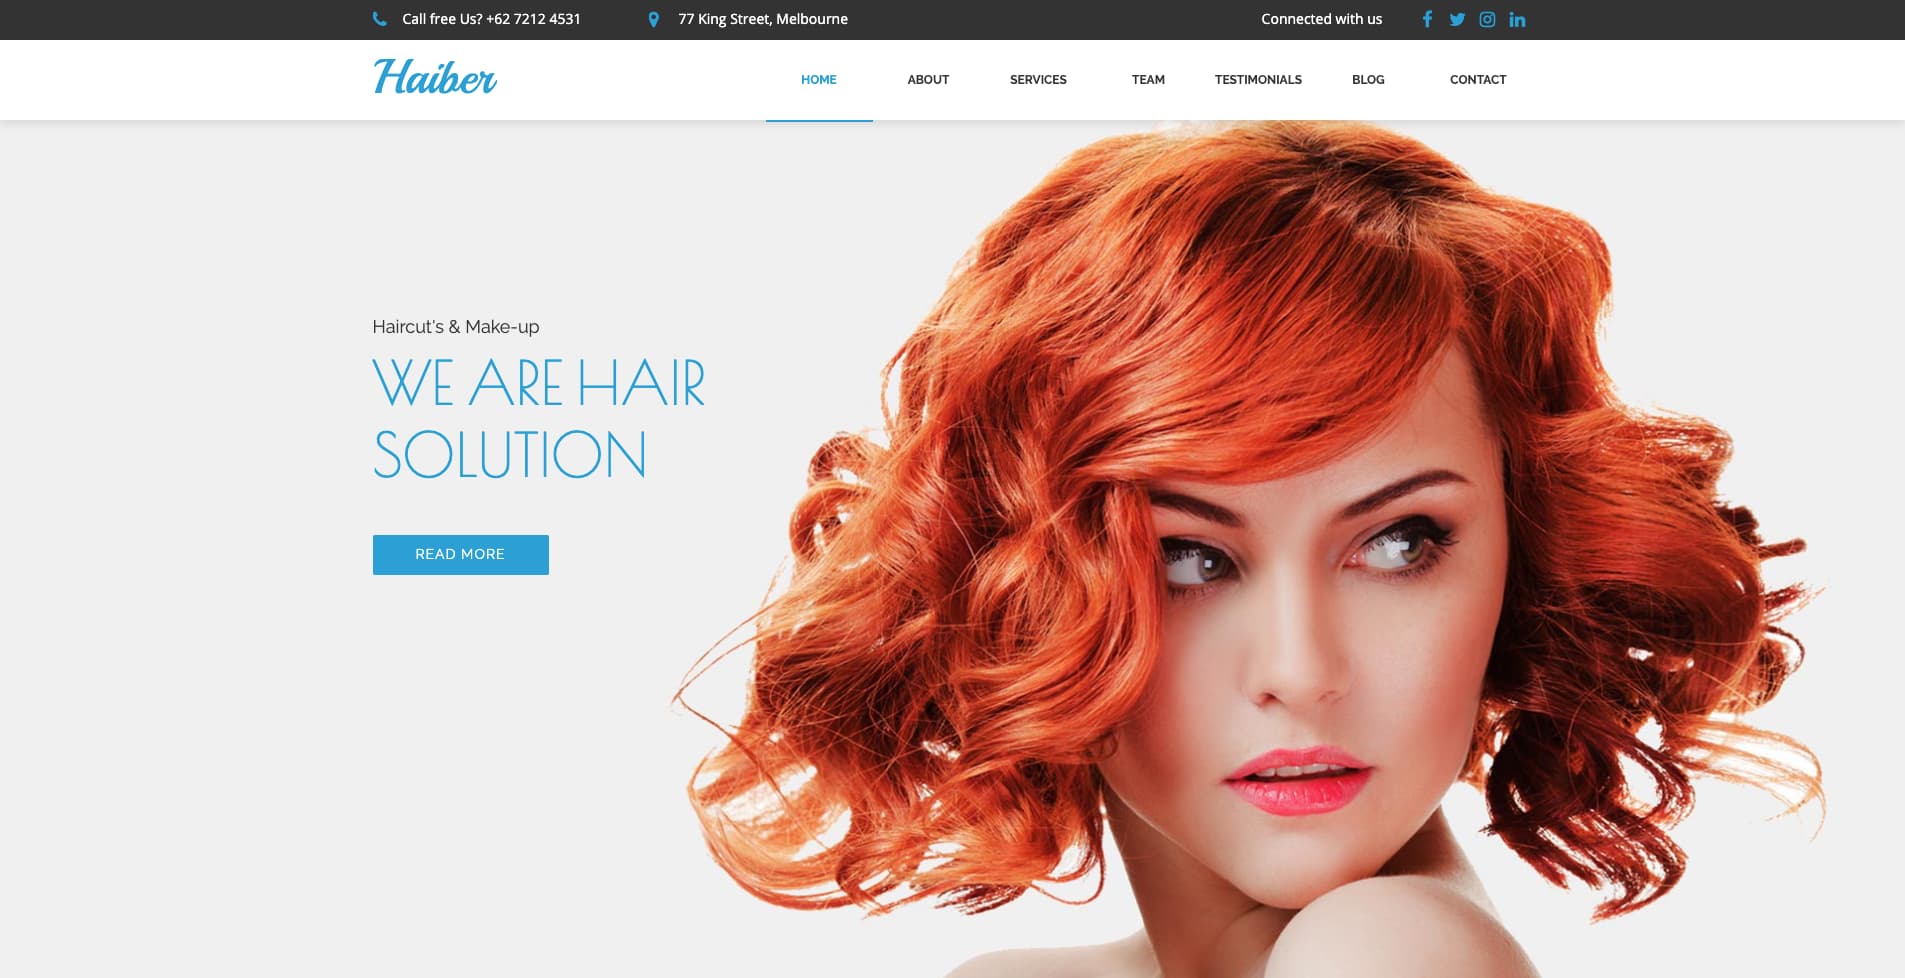 Call free Us? +62 7212 4531
77 King Street, Melbourne
Connected with us
Haiber
HOME
ABOUT
SERVICES
TEAM
TESTIMONIALS
BLOG
CONTACT
Haircut's & Make-up
WE ARE HAIR
SOLUTION
READ MORE